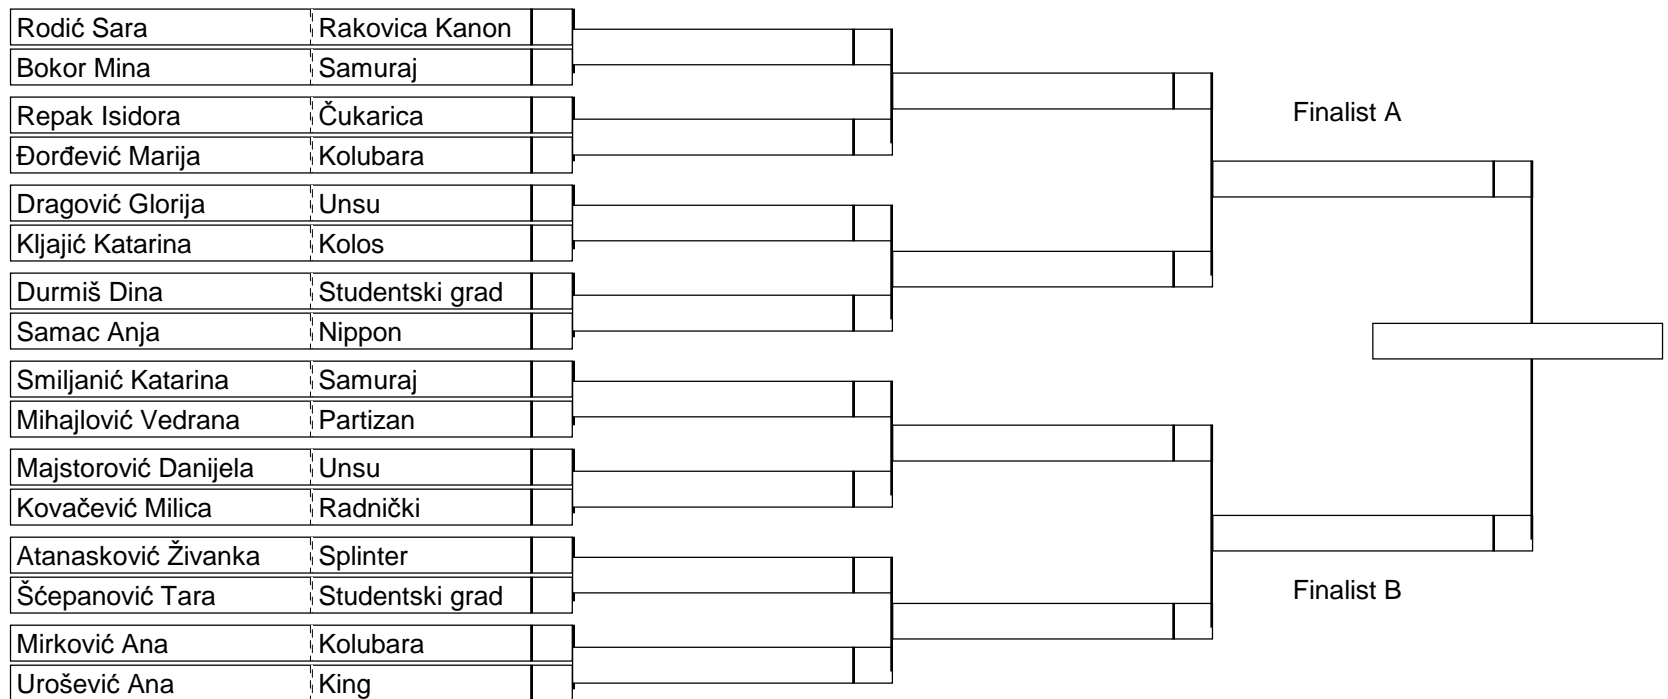 Rodić Sara Rakovica Kanon
Bokor Mina Samuraj
Repak Isidora Čukarica
Finalist A
Đorđević Marija Kolubara
Dragović Glorija Unsu
Kljajić Katarina Kolos
Durmiš Dina Studentski grad
Samac Anja Nippon
Smiljanić Katarina Samuraj
Mihajlović Vedrana Partizan
Majstorović Danijela Unsu
Kovačević Milica Radnički
Atanasković Živanka Splinter
Šćepanović Tara Studentski grad
Finalist B
Mirković Ana Kolubara
Urošević Ana King